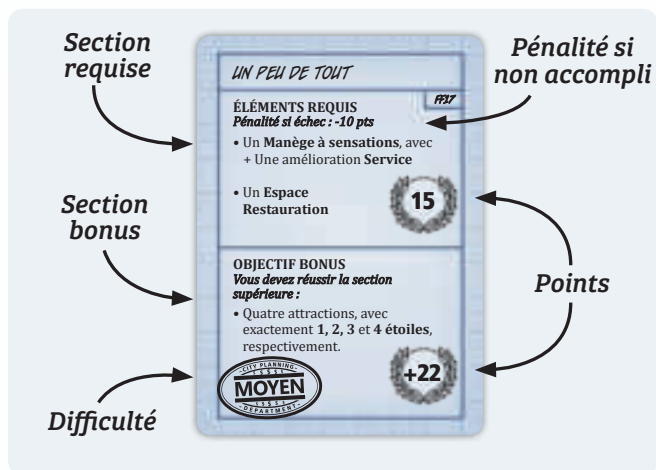 Section
requise
Pénalité si
non accompli
UN PEU DE TOUT
FF17
ÉLÉMENTS REQUIS
Pénalité si échec : -10 pts
• Un Manège à sensations, avec
+ Une amélioration Service
• Un Espace
Restauration
15
Section
bonus
Points
OBJECTIF BONUS
Vous devez réussir la section
supérieure :
• Quatre attractions, avec
exactement 1, 2, 3 et 4 étoiles,
respectivement.
+22
CITY PLANNING
MOYEN
DEPARTMENT
Difficulté